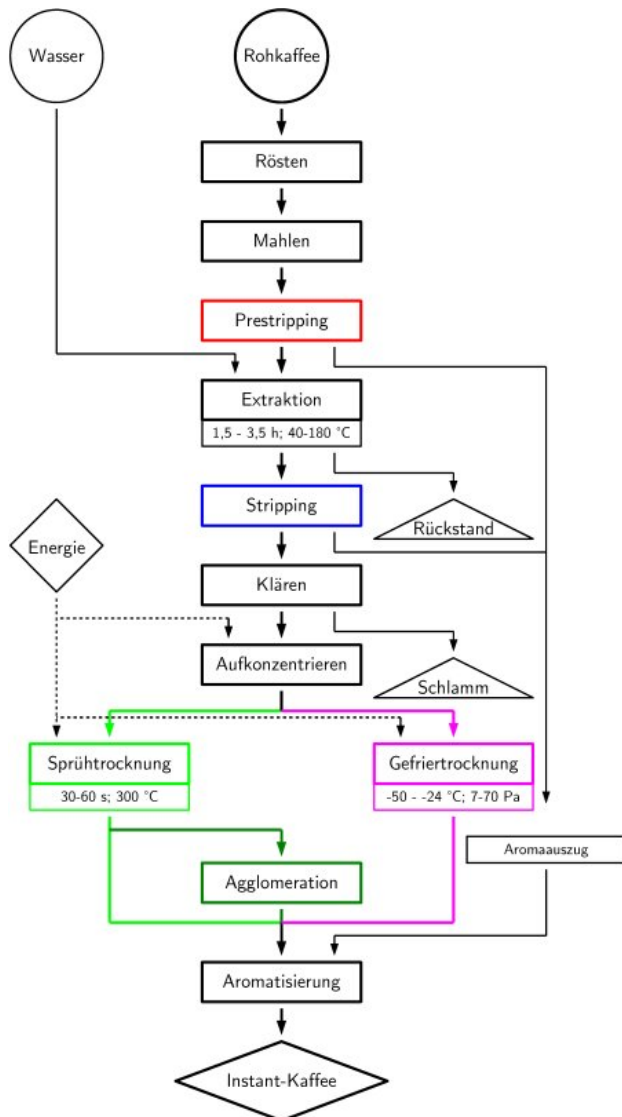 Wasser
Rohkaffee
Rösten
Mahlen
Prestripping
Extraktion
1,5 - 3,5 h; 40-180 °C
Stripping
Rückstand
Energie
Klären
Aufkonzentrieren
Schlamm
Sprühtrocknung
30-60 s; 300 °C
Gefriertrocknung
-50 - -24 °C; 7-70 Pa
Aromaauszug
Agglomeration
Aromatisierung
Instant-Kaffee